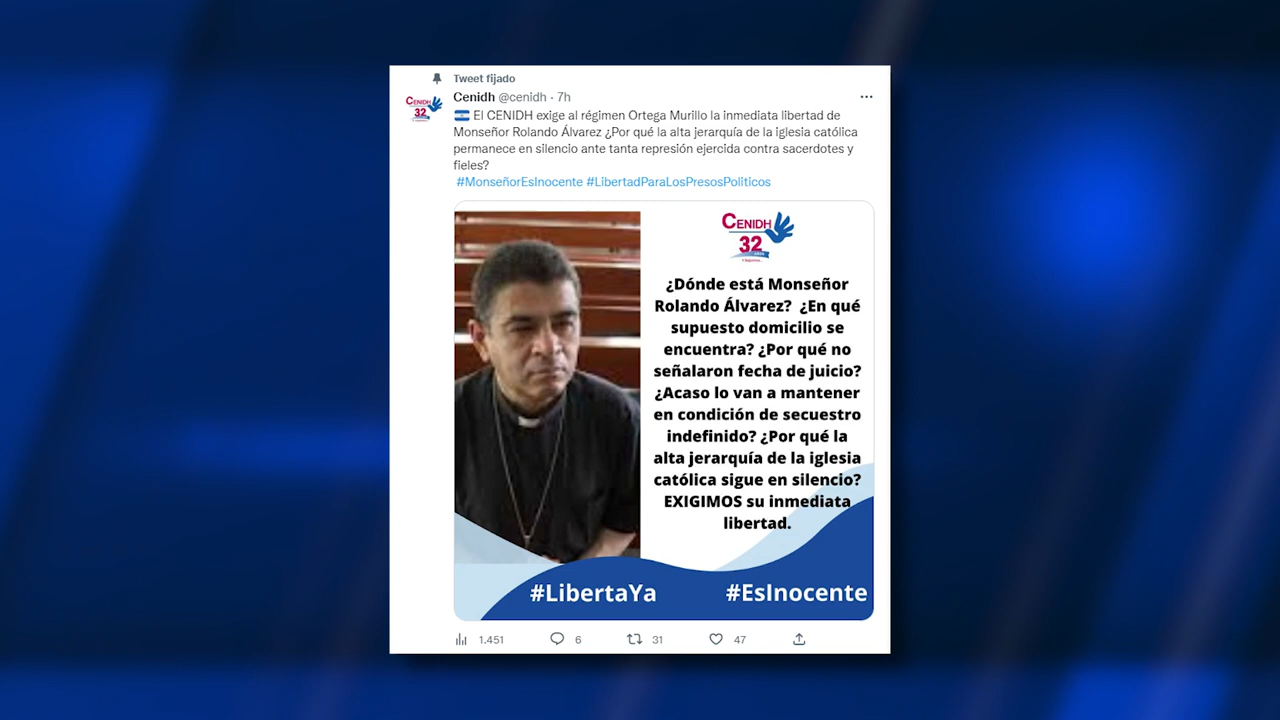 Tweet fijado
Cenidh @cenidh · 7h
El CENIDH exige al régimen Ortega Murillo la inmediata libertad de
Monseñor Rolando Álvarez ¿Por qué la alta jerarquía de la iglesia católica
permanece en silencio ante tanta represión ejercida contra sacerdotes y
fieles?
#MonseñorEsInocente #LibertadParaLosPresosPoliticos
CENIDH
32
CENIDH
32
¿Dónde está Monseñor
Rolando Álvarez? ¿En qué
supuesto domicilio se
encuentra? ¿Por qué no
señalaron fecha de juicio?
¿Acaso lo van a mantener
en condición de secuestro
indefinido? ¿Por qué la
alta jerarquía de la iglesia
católica sigue en silencio?
EXIGIMOS su inmediata
libertad.
#LibertaYa #EsInocente
1.451 6 31 47